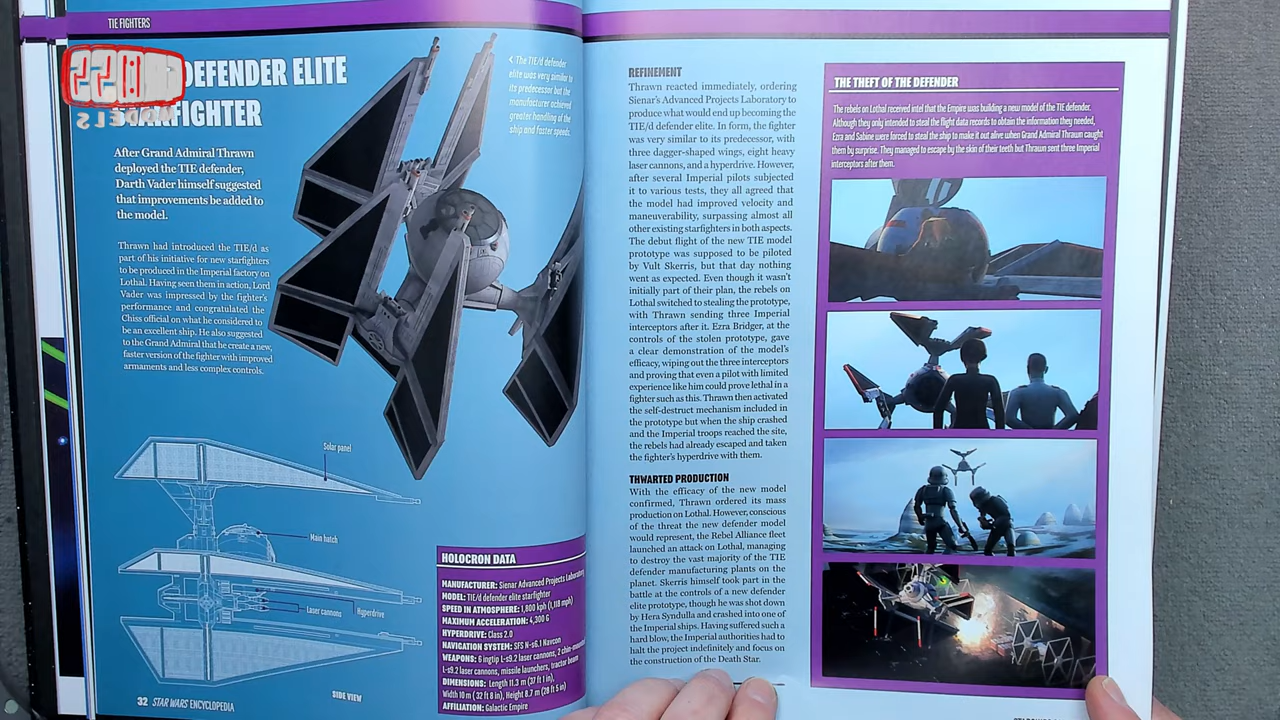 TIE FIGHTERS
DEFENDER ELITE
FIGHTER
After Grand Admiral Thrawn
deployed the TIE defender,
Darth Vader himself suggested
that improvements be added to
the model.
Thrawn had introduced the TIE/d as
part of his initiative for new starfighters
to be produced in the Imperial factory on
Lothal. Having seen them in action, Lord
Vader was impressed by the fighter's
performance and congratulated the
Chiss official on what he considered to
be an excellent ship. He also suggested
to the Grand Admiral that he create a new,
faster version of the fighter with improved
armaments and less complex controls.
< The TIE/d defender
elite was very similar to
its predecessor but the
manufacturer achieved
greater handling of the
ship and faster speeds.
Solar panel
Main hatch
Laser cannons
Hyperdrive
SIDE VIEW
HOLOCRON DATA
MANUFACTURER: Sienar Advanced Projects Laboratory
MODEL: TIE/d defender elite starfighter
SPEED IN ATMOSPHERE: 1,800 kph (1,118 mph)
MAXIMUM ACCELERATION: 4,300 G
HYPERDRIVE: Class 2.0
NAVIGATION SYSTEM: SFS N-s6.1 Navcon
WEAPONS: 6 L-s9.2 laser cannons, 2
L-s9.2 laser cannons, missile launchers, tractor beam
DIMENSIONS: Length 11.3 m (37 ft 1 in),
Width 10 m (32 ft 8 in), Height 8.7 m (28 ft 5 in)
AFFILIATION: Galactic Empire
32 STAR WARS ENCYCLOPEDIA
REFINEMENT
Thrawn reacted immediately, ordering
Sienar's Advanced Projects Laboratory to
produce what would end up becoming the
TIE/d defender elite. In form, the fighter
was very similar to its predecessor, with
three dagger-shaped wings, eight heavy
laser cannons, and a hyperdrive. However,
after several Imperial pilots subjected
it to various tests, they all agreed that
the model had improved velocity and
maneuverability, surpassing almost all
other existing starfighters in both aspects.
The debut flight of the new TIE model
prototype was supposed to be piloted
by Vult Skerris, but that day nothing
went as expected. Even though it wasn't
initially part of their plan, the rebels on
Lothal switched to stealing the prototype,
with Thrawn sending three Imperial
interceptors after it. Ezra Bridger, at the
controls of the stolen prototype, gave
a clear demonstration of the model's
efficacy, wiping out the three interceptors
and proving that even a pilot with limited
experience like him could prove lethal in a
fighter such as this. Thrawn then activated
the self-destruct mechanism included in
the prototype but when the ship crashed
and the Imperial troops reached the site,
the rebels had already escaped and taken
the fighter's hyperdrive with them.
THWARTED PRODUCTION
With the efficacy of the new model
confirmed, Thrawn ordered its mass
production on Lothal. However, conscious
of the threat the new defender model
would represent, the Rebel Alliance fleet
launched an attack on Lothal, managing
to destroy the vast majority of the TIE
defender manufacturing plants on the
planet. Skerris himself took part in the
battle at the controls of a new defender
elite prototype, though he was shot down
by Hera Syndulla and crashed into one of
the Imperial ships. Having suffered such a
hard blow, the Imperial authorities had to
halt the project indefinitely and focus on
the construction of the Death Star.
THE THEFT OF THE DEFENDER
The rebels on Lothal received intel that the Empire was building a new model of the TIE defender.
Although they only intended to steal the flight data records to obtain the information they needed,
Ezra and Sabine were forced to steal the ship to make it out alive when Grand Admiral Thrawn caught
them by surprise. They managed to escape by the skin of their teeth but Thrawn sent three Imperial
interceptors after them.